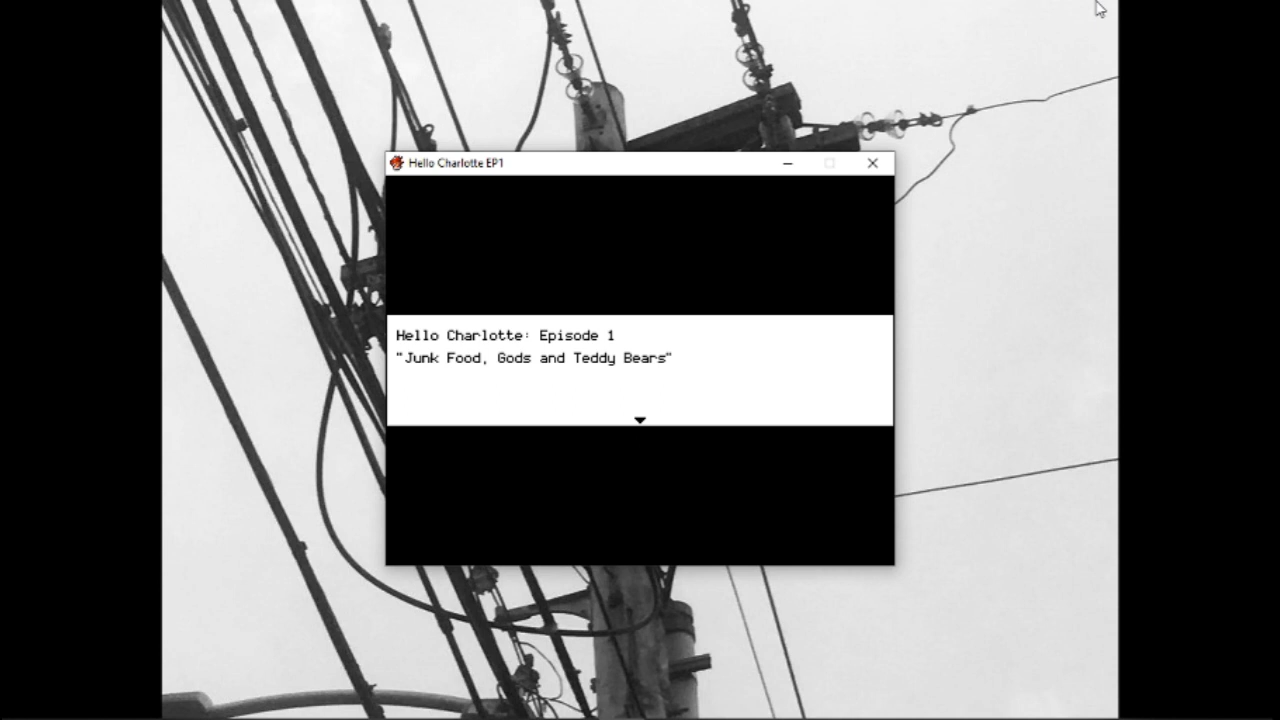 Hello Charlotte EP1
Hello Charlotte: Episode 1
"Junk Food, Gods and Teddy Bears"